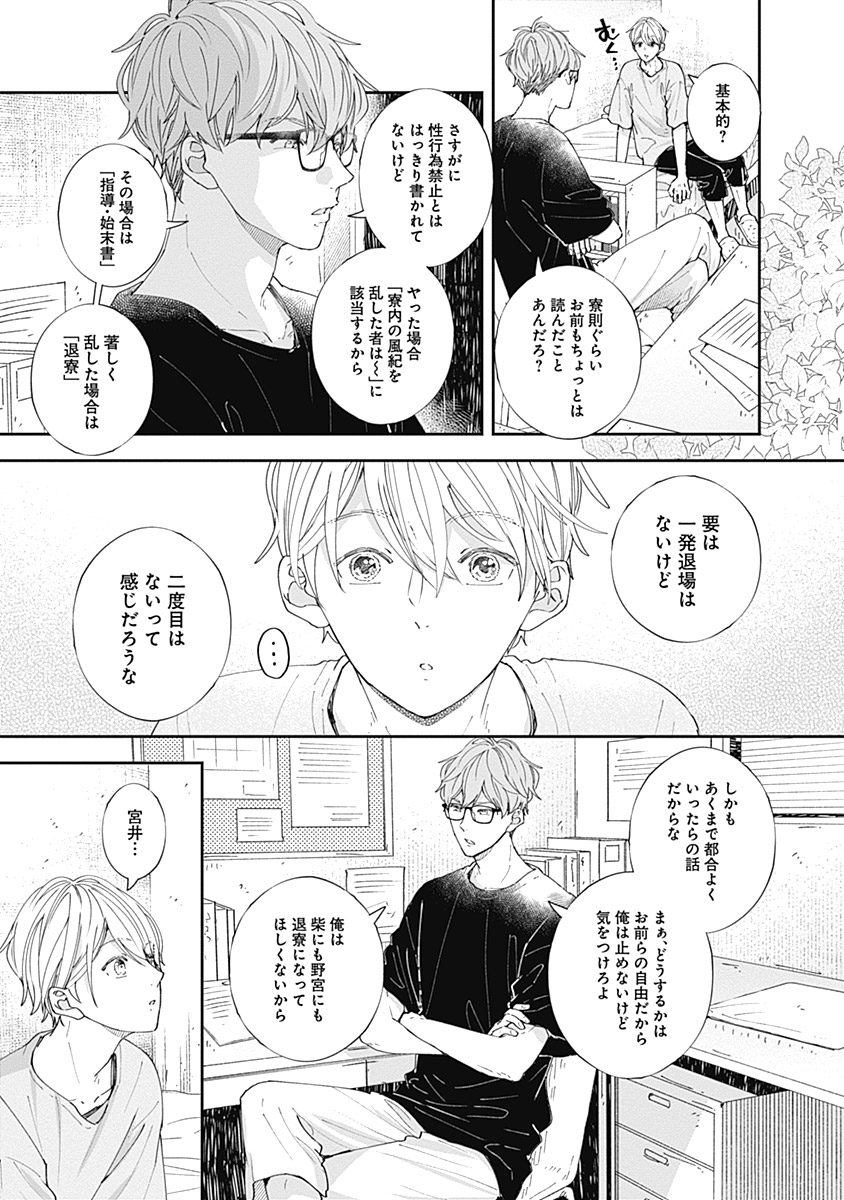 むく…
基本的?
寮則ぐらい
お前もちょっとは
読んだこと
あんだろ?
さすがに
性行為禁止とは
はっきり書かれて
ないけど
ヤった場合
「寮内の風紀を
乱した者は〜」に
該当するから
その場合は
「指導・始末書」
著しく
乱した場合は
「退寮」
要は
一発退場は
ないけど
二度目は
ないって
感じだろうな
…
しかも
あくまで都合よく
いったらの話
だからな
まぁ、どうするかは
お前らの自由だから
俺は止めないけど
気をつけろよ
俺は
柴にも野宮にも
退寮になって
ほしくないから
宮井…